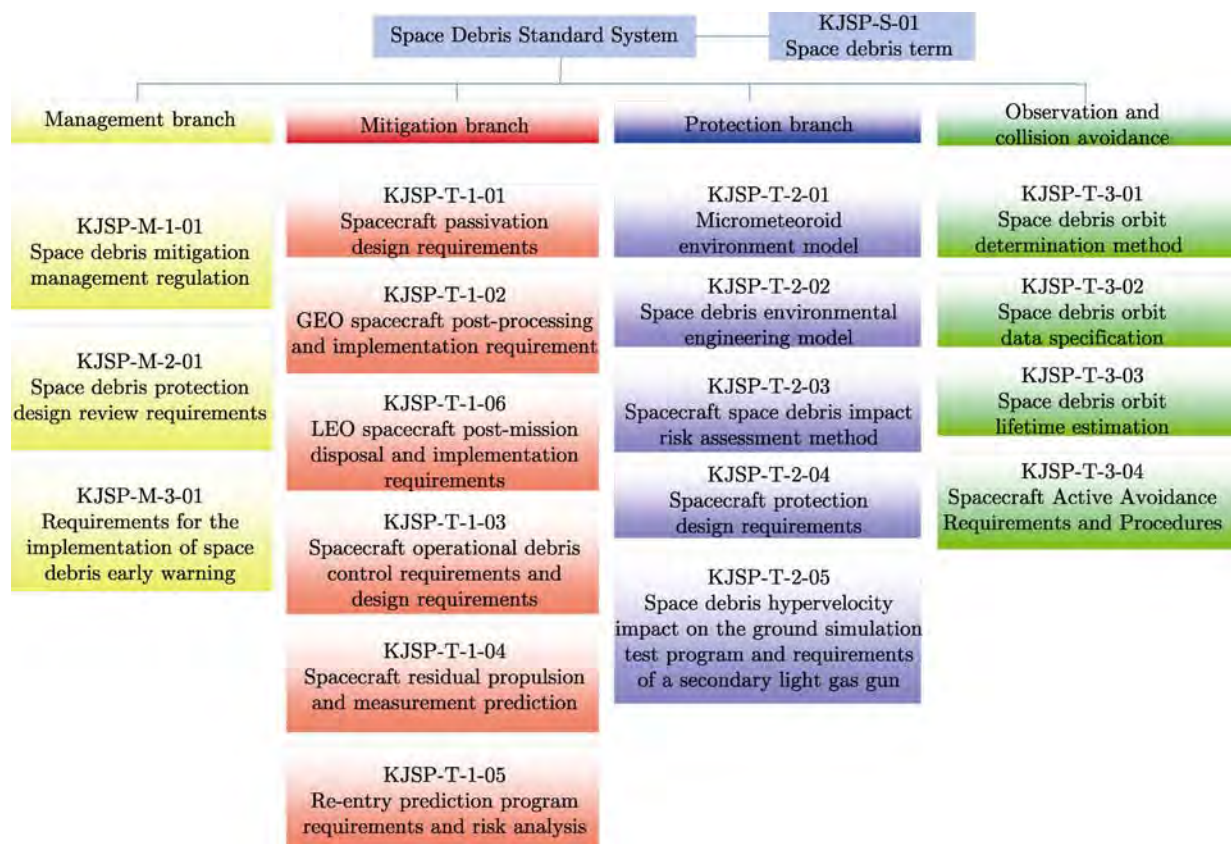 Space Debris Standard System
KJSP-S-01
Space debris term
Management branch
KJSP-M-1-01
Space debris mitigation
management regulation
KJSP-M-2-01
Space debris protection
design review requirements
KJSP-M-3-01
Requirements for the
implementation of space
debris early warning
Mitigation branch
KJSP-T-1-01
Spacecraft passivation
design requirements
KJSP-T-1-02
GEO spacecraft post-processing
and implementation requirement
KJSP-T-1-06
LEO spacecraft post-mission
disposal and implementation
requirements
KJSP-T-1-03
Spacecraft operational debris
control requirements and
design requirements
KJSP-T-1-04
Spacecraft residual propulsion
and measurement prediction
KJSP-T-1-05
Re-entry prediction program
requirements and risk analysis
Protection branch
KJSP-T-2-01
Micrometeoroid
environment model
KJSP-T-2-02
Space debris environmental
engineering model
KJSP-T-2-03
Spacecraft space debris impact
risk assessment method
KJSP-T-2-04
Spacecraft protection
design requirements
KJSP-T-2-05
Space debris hypervelocity
impact on the ground simulation
test program and requirements
of a secondary light gas gun
Observation and
collision avoidance
KJSP-T-3-01
Space debris orbit
determination method
KJSP-T-3-02
Space debris orbit
data specification
KJSP-T-3-03
Space debris orbit
lifetime estimation
KJSP-T-3-04
Spacecraft Active Avoidance
Requirements and Procedures